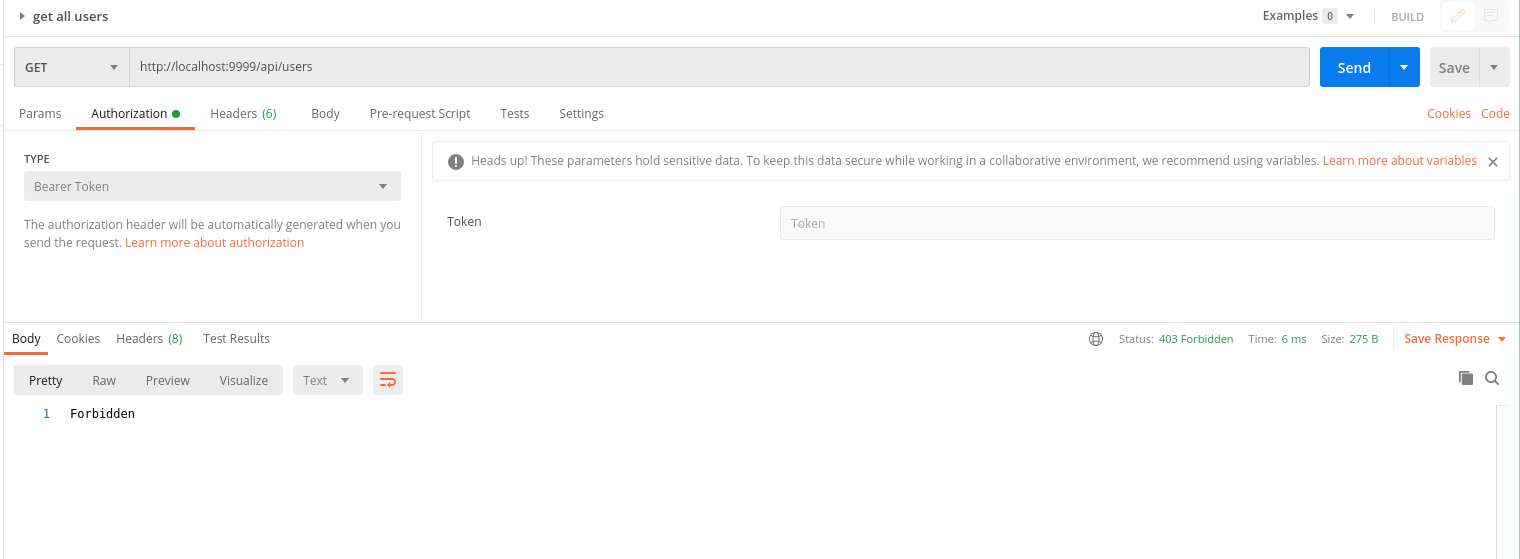 get all users
Examples 0 BUILD
GET http://localhost:9999/api/users Send Save
Params Authorization Headers (6) Body Pre-request Script Tests Settings Cookies Code
TYPE
Bearer Token
The authorization header will be automatically generated when you
send the request. Learn more about authorization
Heads up! These parameters hold sensitive data. To keep this data secure while working in a collaborative environment, we recommend using variables. Learn more about variables
Token Token
Body Cookies Headers (8) Test Results Status: 403 Forbidden Time: 6 ms Size: 275 B Save Response
Pretty Raw Preview Visualize Text
1 Forbidden